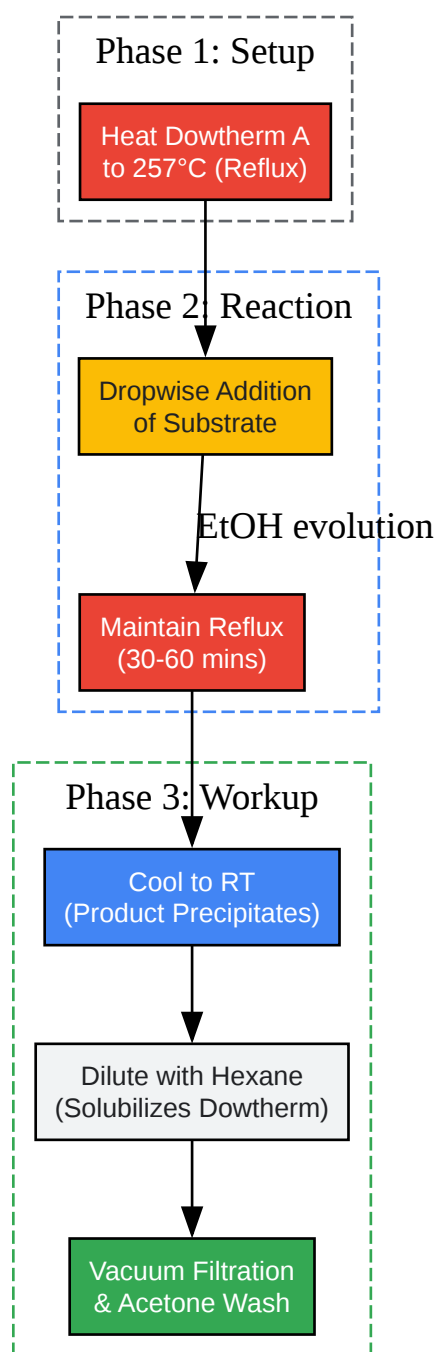 Phase 1: Setup
Heat Dowtherm A
to 257°C (Reflux)
Phase 2: Reaction
Dropwise Addition
of Substrate
EtOH evolution
Maintain Reflux
(30-60 mins)
Phase 3: Workup
Cool to RT
(Product Precipitates)
Dilute with Hexane
(Solubilizes Dowtherm)
Vacuum Filtration
& Acetone Wash